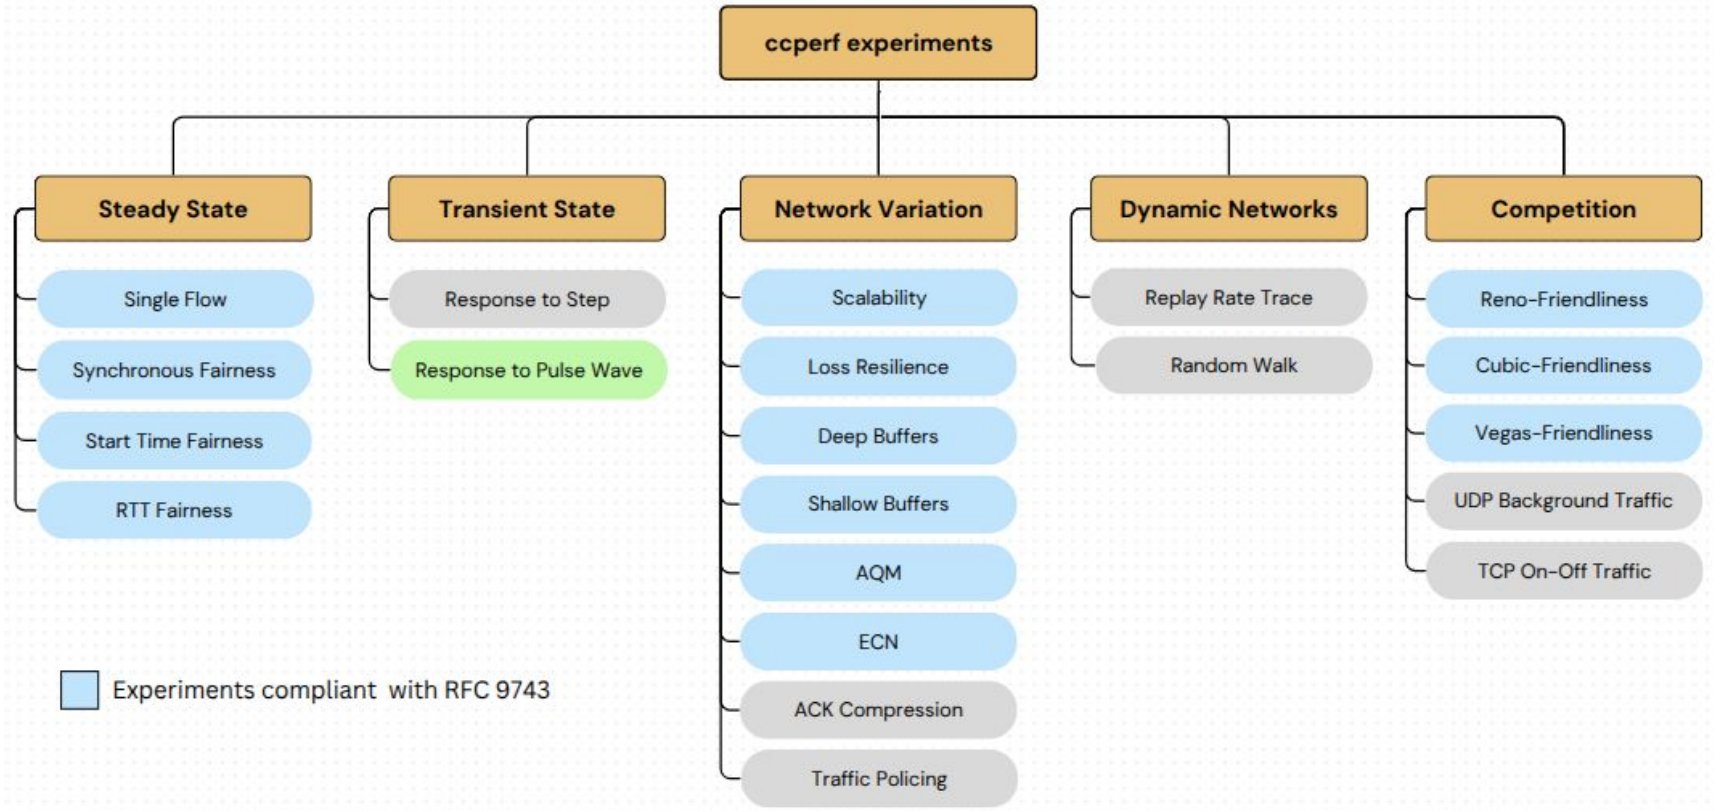 ccperf experiments
Steady State
Single Flow
Synchronous Fairness
Start Time Fairness
RTT Fairness
Transient State
Response to Step
Response to Pulse Wave
Network Variation
Scalability
Loss Resilience
Deep Buffers
Shallow Buffers
AQM
ECN
ACK Compression
Traffic Policing
Dynamic Networks
Replay Rate Trace
Random Walk
Competition
Reno-Friendliness
Cubic-Friendliness
Vegas-Friendliness
UDP Background Traffic
TCP On-Off Traffic
Experiments compliant with RFC 9743